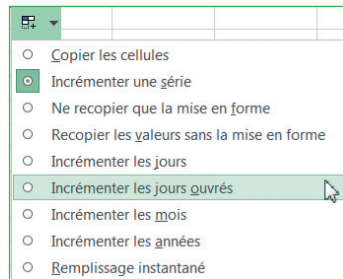 Copier les cellules
Incrémenter une série
Ne recopier que la mise en forme
Recopier les valeurs sans la mise en forme
Incrémenter les jours
Incrémenter les jours ouvrés
Incrémenter les mois
Incrémenter les années
Remplissage instantané